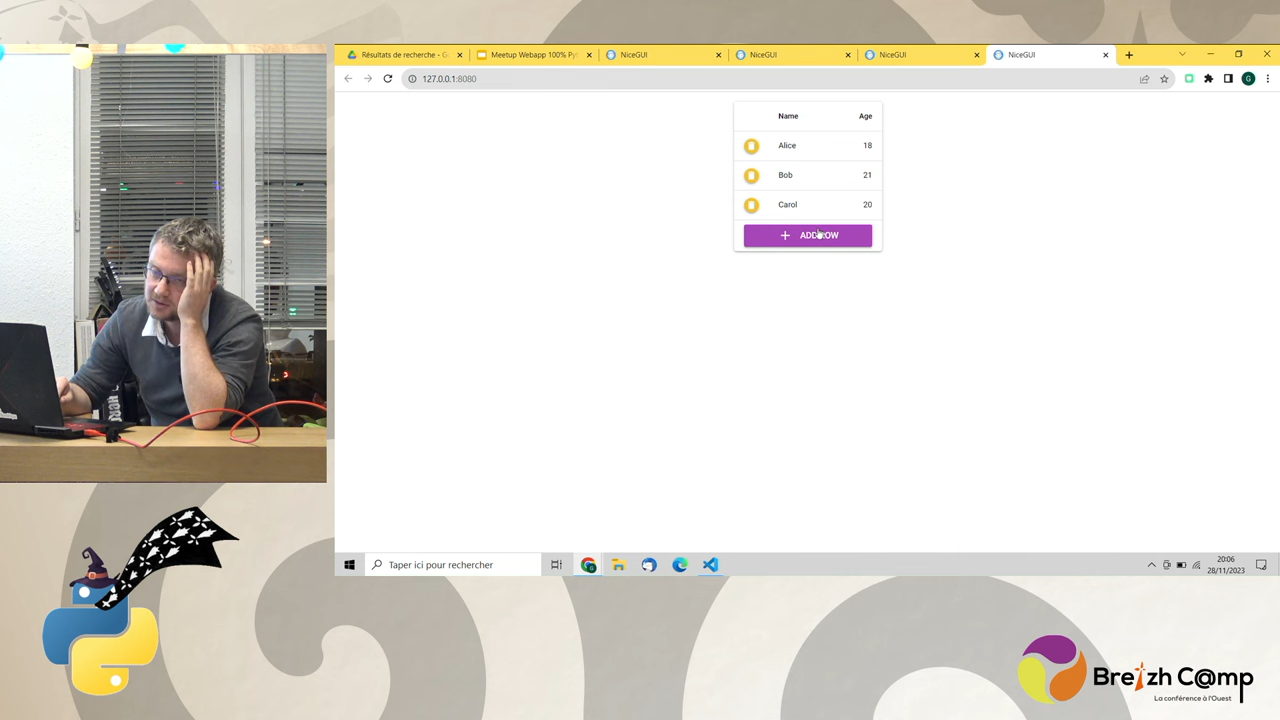 Résultats de recherche - G
Meetup Webapp 100% Py
NiceGUI
NiceGUI
NiceGUI
NiceGUI
127.0.0.1:8080
G
Name Age
Alice 18
Bob 21
Carol 20
ADD ROW
Taper ici pour rechercher
20:06
28/11/2023
Breizh C@mp
La conférence à l'Ouest